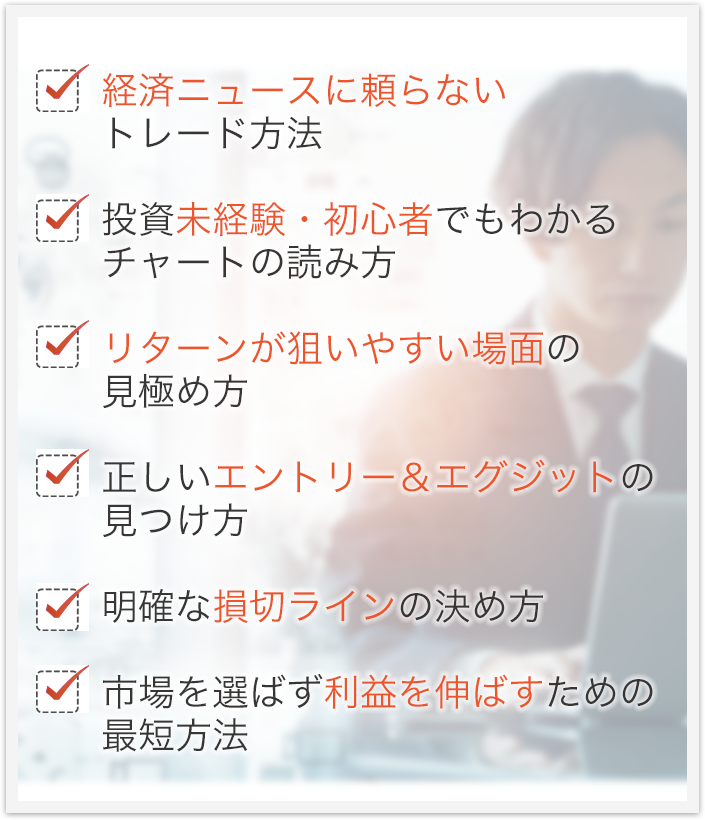 経済ニュースに頼らない
トレード方法
投資未経験・初心者でもわかる
チャートの読み方
リターンが狙いやすい場面の
見極め方
正しいエントリー＆エグジットの
見つけ方
明確な損切ラインの決め方
市場を選ばず利益を伸ばすための
最短方法